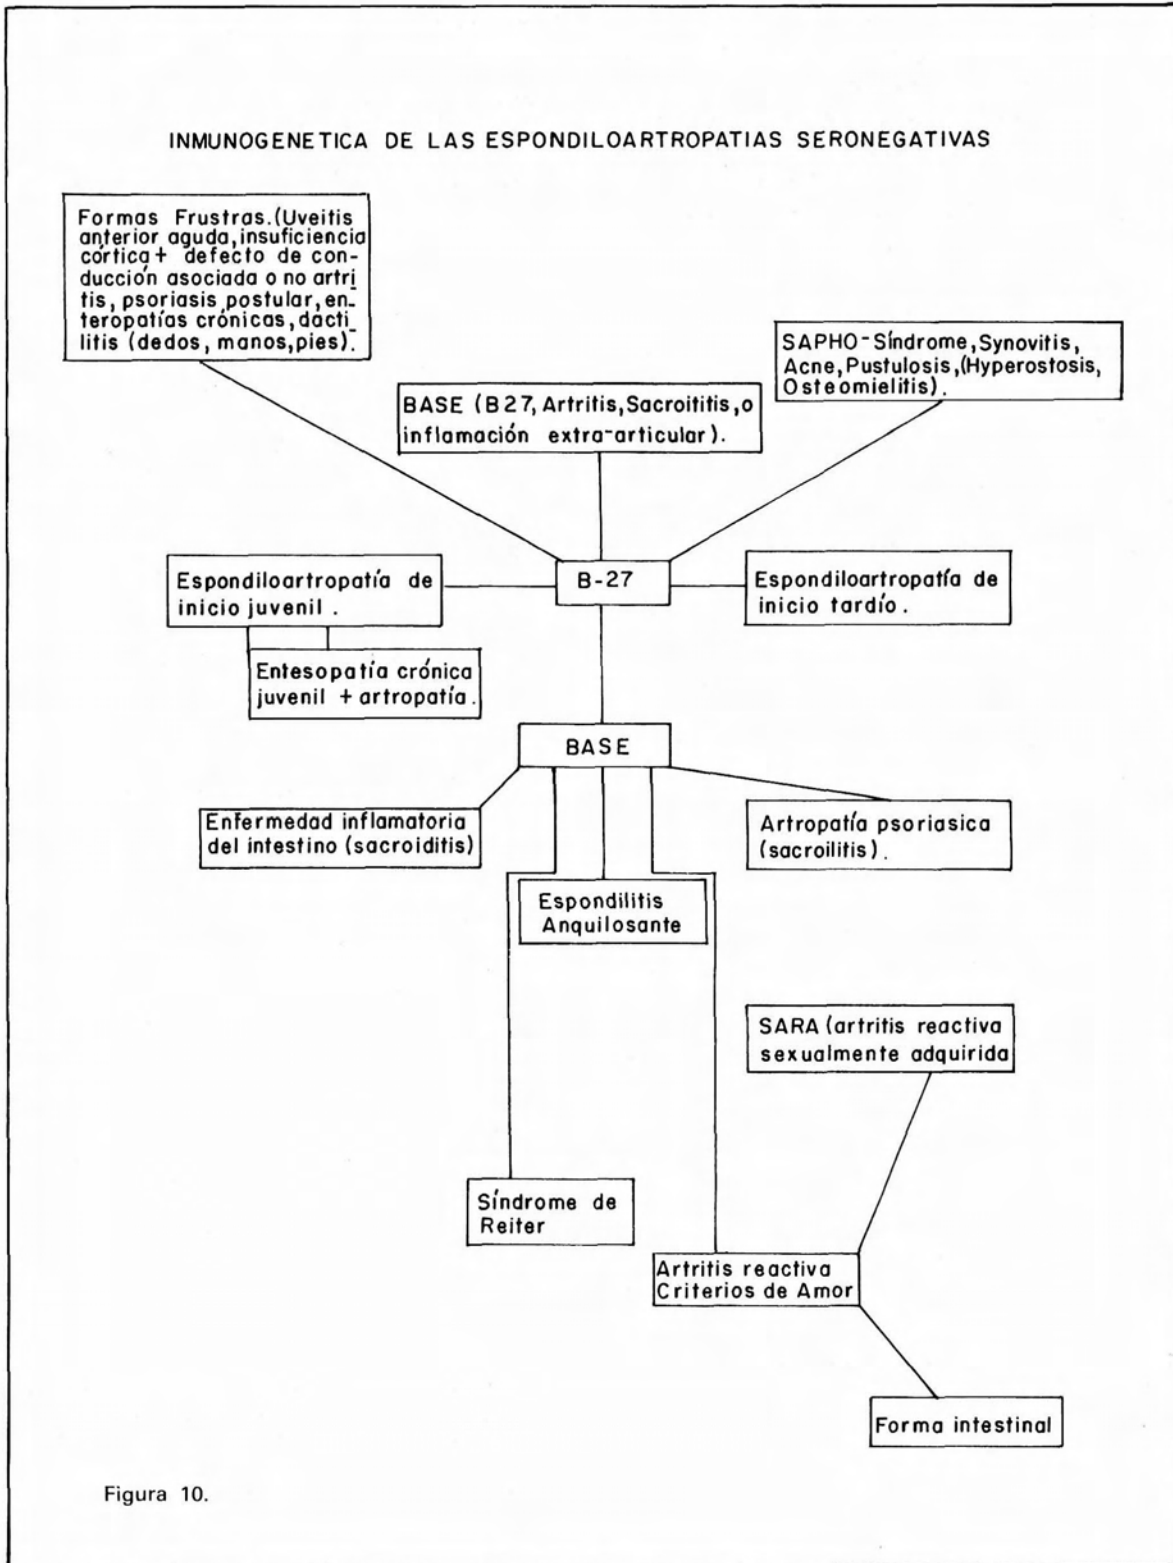 INMUNOGENETICA DE LAS ESPONDILOARTROPATIAS SERONEGATIVAS
Formas Frustras.(Uveitis
anterior aguda, insuficiencia
córtica + defecto de con-
ducción asociada o no artri
tis, psoriasis postular, en-
teropatías crónicas, dacti-
litis (dedos, manos, pies).
SAPHO-Síndrome, Synovitis,
Acne, Pustulosis, (Hyperostosis,
Osteomielitis).
BASE (B27, Artritis, Sacroititis, o
inflamación extra-articular).
Espondiloartropatía de
inicio juvenil .
B-27
Espondiloartropatía de
inicio tardío .
Entesopatía crónica
juvenil + artropatía .
BASE
Enfermedad inflamatoria
del intestino (sacroiditis)
Artropatía psoriasica
(sacroilitis) .
Espondilitis
Anquilosante
SARA (artritis reactiva
sexualmente adquirida
Síndrome de
Reiter
Artritis reactiva
Criterios de Amor
Forma intestinal
Figura 10.